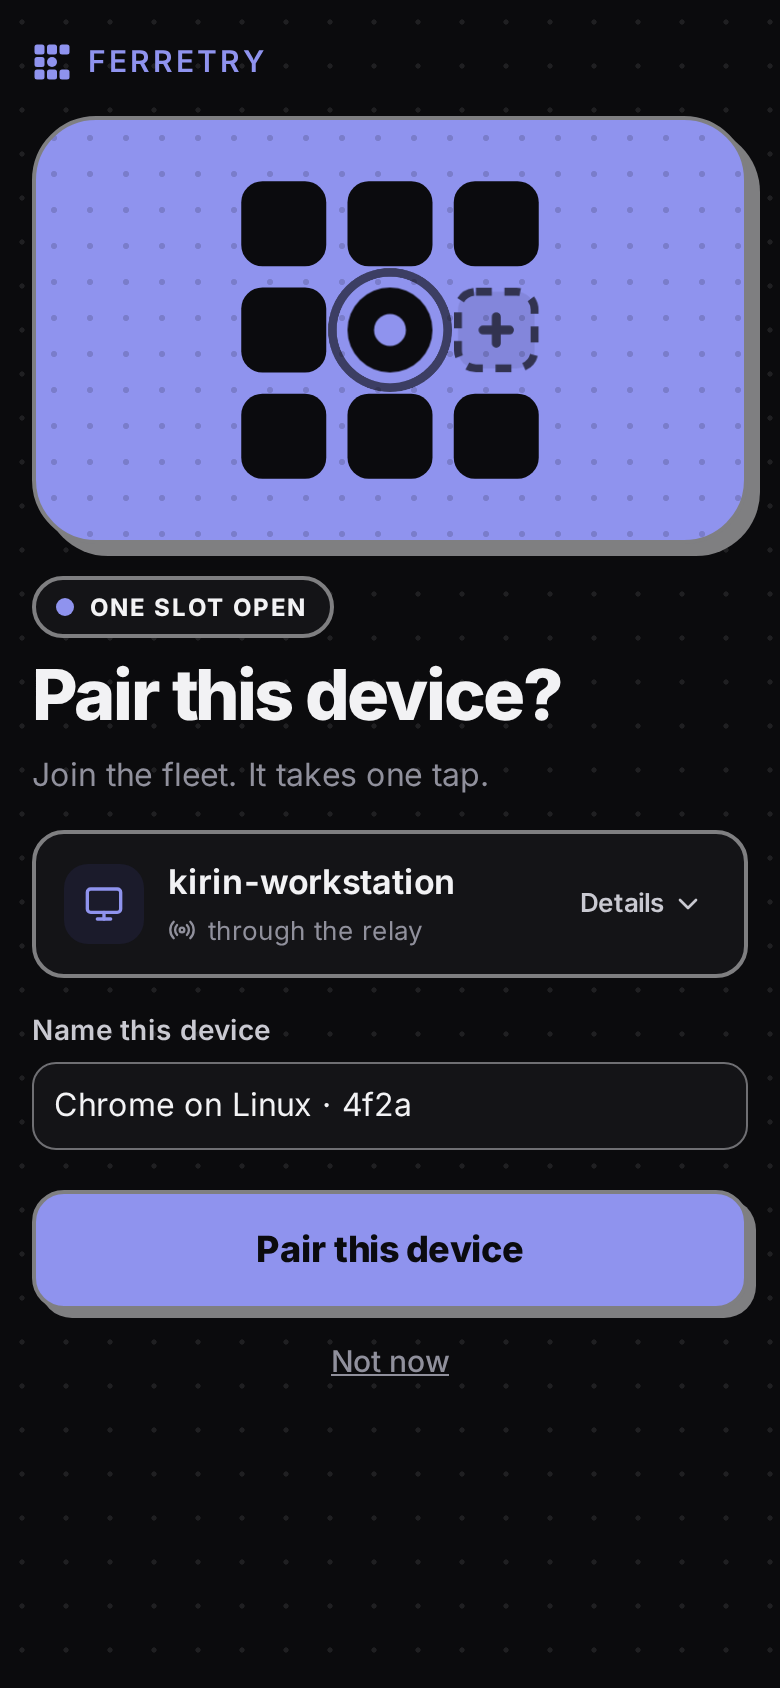 FERRETRY
ONE SLOT OPEN
Pair this device?
Join the fleet. It takes one tap.
kirin-workstation
through the relay
Details
Name this device
Chrome on Linux · 4f2a
Pair this device
Not now